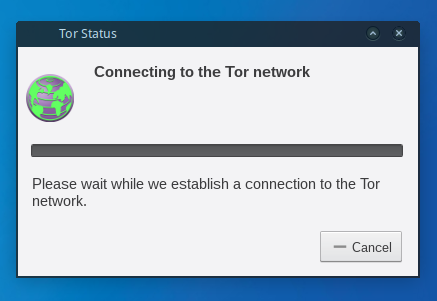 Tor Status
Connecting to the Tor network
Please wait while we establish a connection to the Tor
network.
Cancel